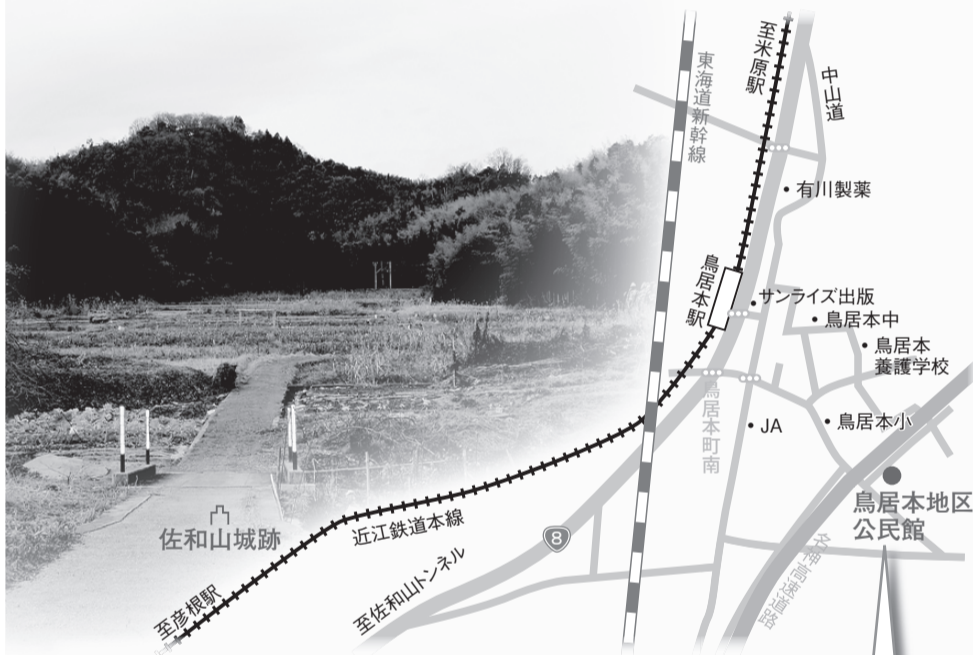 至米原駅
東海道新幹線
中山道
有川製薬
鳥居本駅
サンライズ出版
鳥居本中
鳥居本
養護学校
鳥居本町南
JA
鳥居本小
鳥居本地区
公民館
佐和山城跡
近江鉄道本線
8
至佐和山トンネル
名神高速道路
至彦根駅